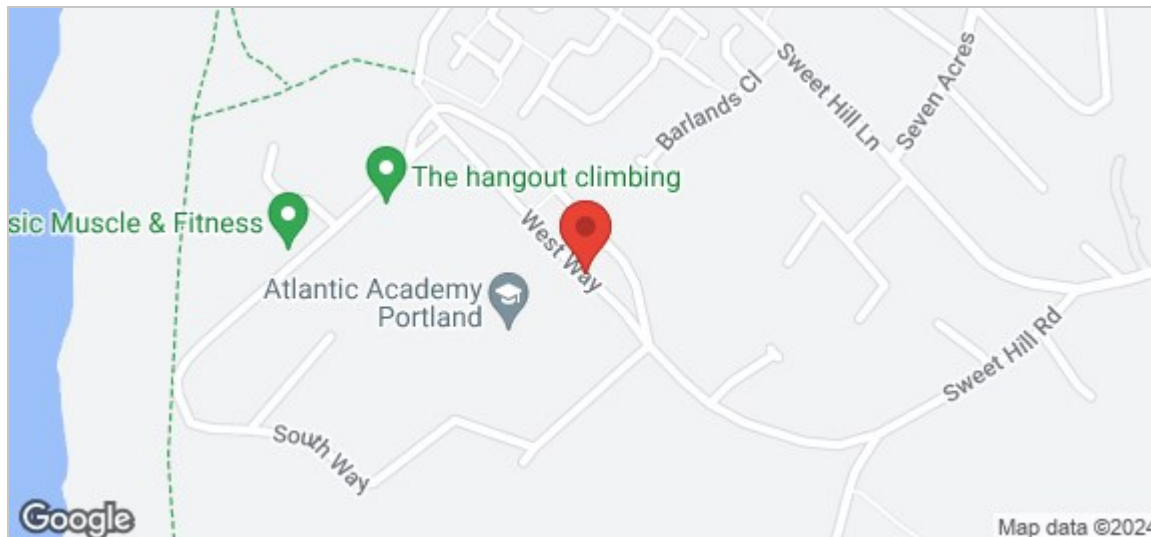 Sweet Hill Ln
Seven Acres
Barlands Cl
The hangout climbing
sic Muscle & Fitness
West Way
Atlantic Academy
Portland
Sweet Hill Rd
South Way
Google
Map data ©2024